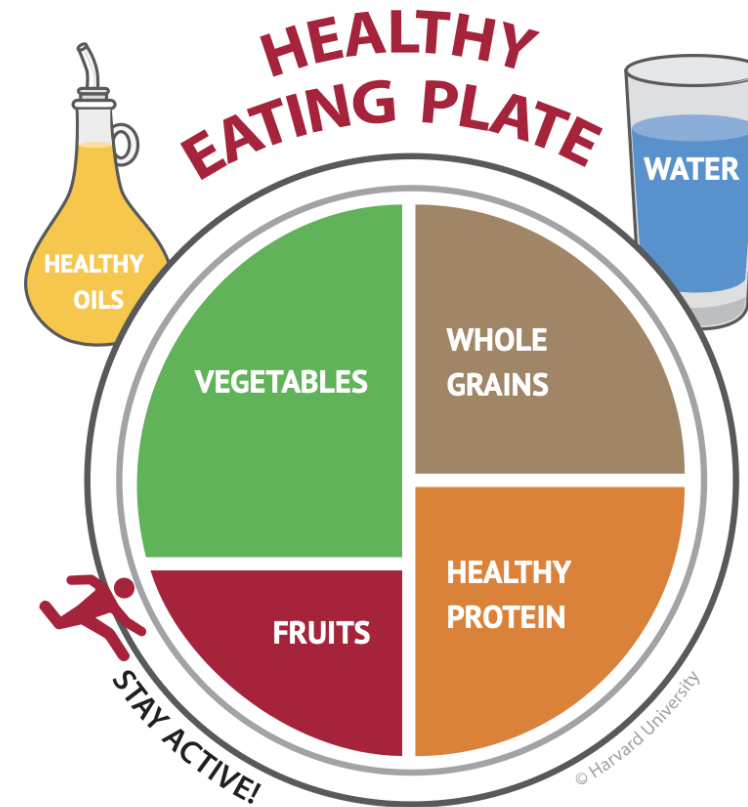 HEALTHY
EATING PLATE
HEALTHY
OILS
WATER
VEGETABLES
WHOLE
GRAINS
FRUITS
HEALTHY
PROTEIN
STAY ACTIVE!
© Harvard University